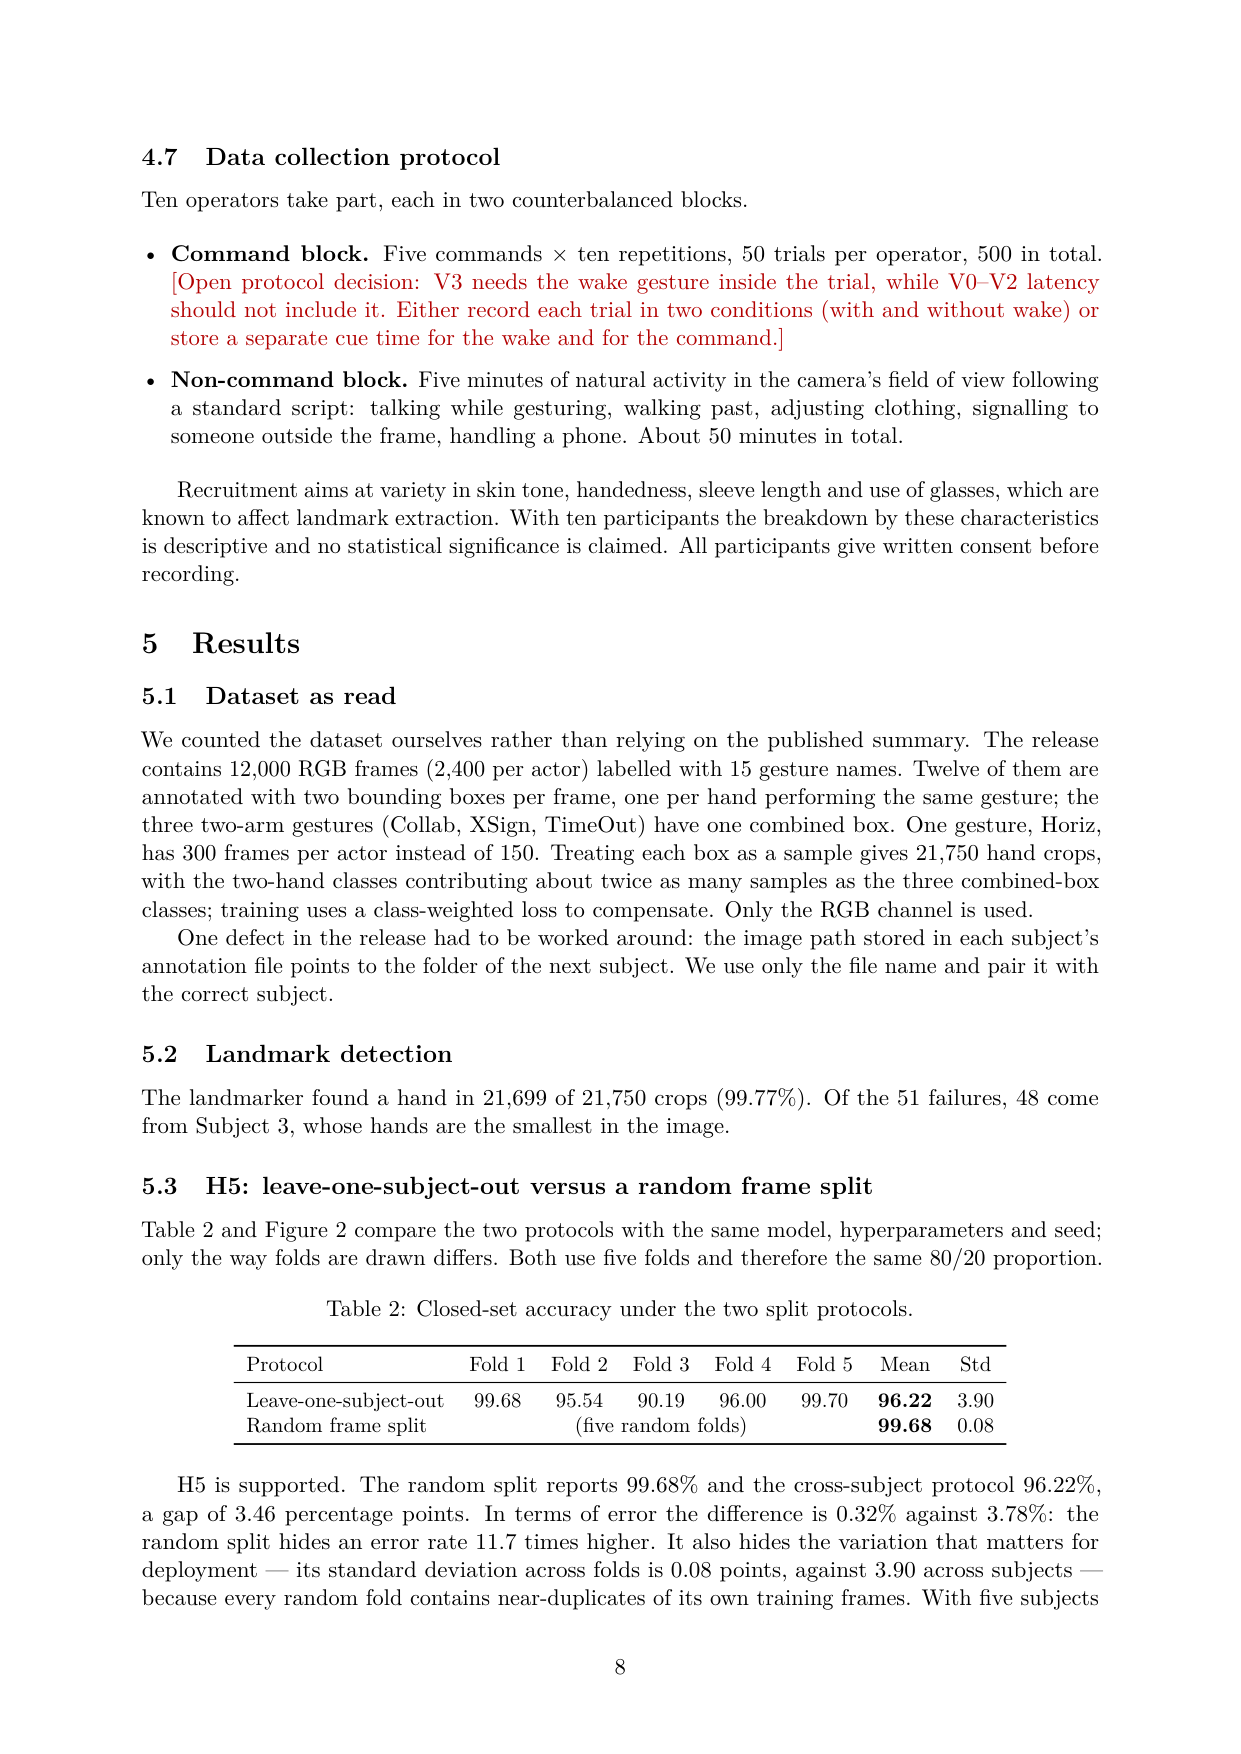 4.7 Data collection protocol
Ten operators take part, each in two counterbalanced blocks.
• Command block. Five commands × ten repetitions, 50 trials per operator, 500 in total.
[Open protocol decision: V3 needs the wake gesture inside the trial, while V0–V2 latency
should not include it. Either record each trial in two conditions (with and without wake) or
store a separate cue time for the wake and for the command.]
• Non-command block. Five minutes of natural activity in the camera's field of view following
a standard script: talking while gesturing, walking past, adjusting clothing, signalling to
someone outside the frame, handling a phone. About 50 minutes in total.
Recruitment aims at variety in skin tone, handedness, sleeve length and use of glasses, which are
known to affect landmark extraction. With ten participants the breakdown by these characteristics
is descriptive and no statistical significance is claimed. All participants give written consent before
recording.
5 Results
5.1 Dataset as read
We counted the dataset ourselves rather than relying on the published summary. The release
contains 12,000 RGB frames (2,400 per actor) labelled with 15 gesture names. Twelve of them are
annotated with two bounding boxes per frame, one per hand performing the same gesture; the
three two-arm gestures (Collab, XSign, TimeOut) have one combined box. One gesture, Horiz,
has 300 frames per actor instead of 150. Treating each box as a sample gives 21,750 hand crops,
with the two-hand classes contributing about twice as many samples as the three combined-box
classes; training uses a class-weighted loss to compensate. Only the RGB channel is used.
One defect in the release had to be worked around: the image path stored in each subject's
annotation file points to the folder of the next subject. We use only the file name and pair it with
the correct subject.
5.2 Landmark detection
The landmarker found a hand in 21,699 of 21,750 crops (99.77%). Of the 51 failures, 48 come
from Subject 3, whose hands are the smallest in the image.
5.3 H5: leave-one-subject-out versus a random frame split
Table 2 and Figure 2 compare the two protocols with the same model, hyperparameters and seed;
only the way folds are drawn differs. Both use five folds and therefore the same 80/20 proportion.
Table 2: Closed-set accuracy under the two split protocols.
Protocol Fold 1 Fold 2 Fold 3 Fold 4 Fold 5 Mean Std
Leave-one-subject-out 99.68 95.54 90.19 96.00 99.70 96.22 3.90
Random frame split (five random folds) 99.68 0.08
H5 is supported. The random split reports 99.68% and the cross-subject protocol 96.22%,
a gap of 3.46 percentage points. In terms of error the difference is 0.32% against 3.78%: the
random split hides an error rate 11.7 times higher. It also hides the variation that matters for
deployment — its standard deviation across folds is 0.08 points, against 3.90 across subjects —
because every random fold contains near-duplicates of its own training frames. With five subjects
8